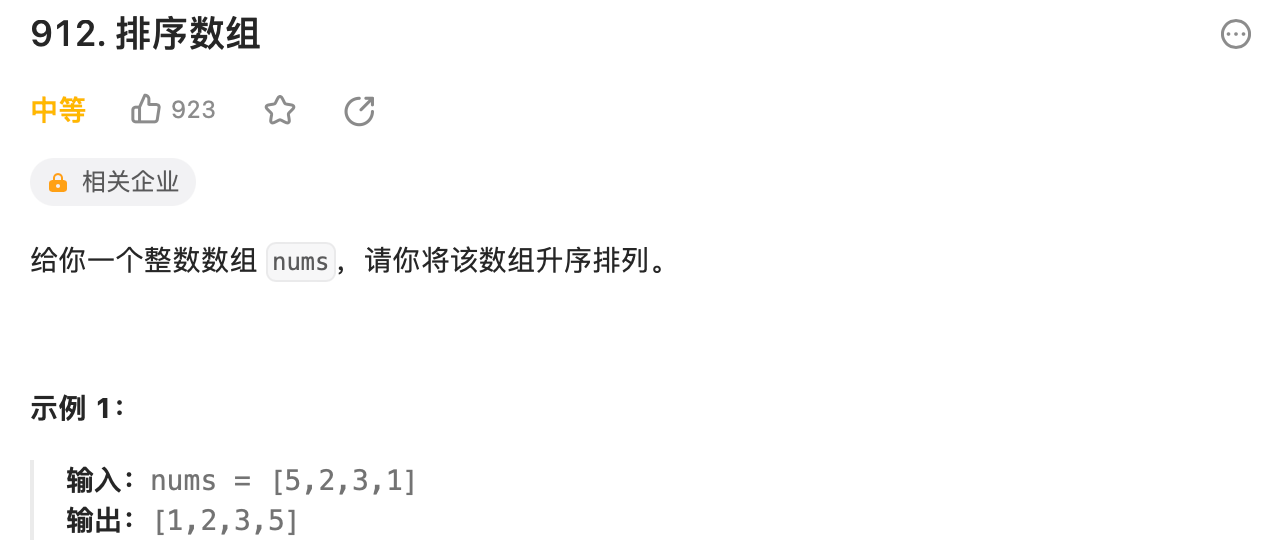 912. 排序数组
中等 923
相关企业
给你一个整数数组 nums，请你将该数组升序排列。
示例 1：
输入：nums = [5,2,3,1]
输出：[1,2,3,5]